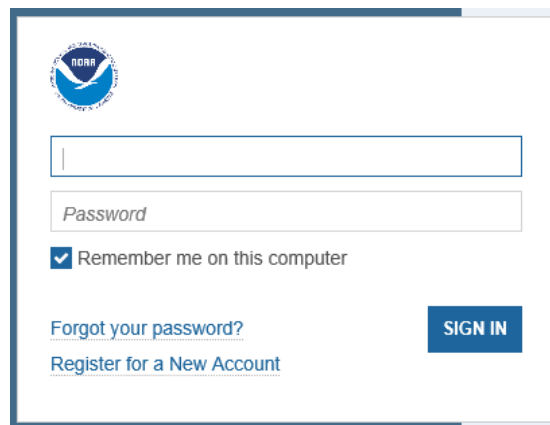 NOAA
Password
Remember me on this computer
Forgot your password?
SIGN IN
Register for a New Account